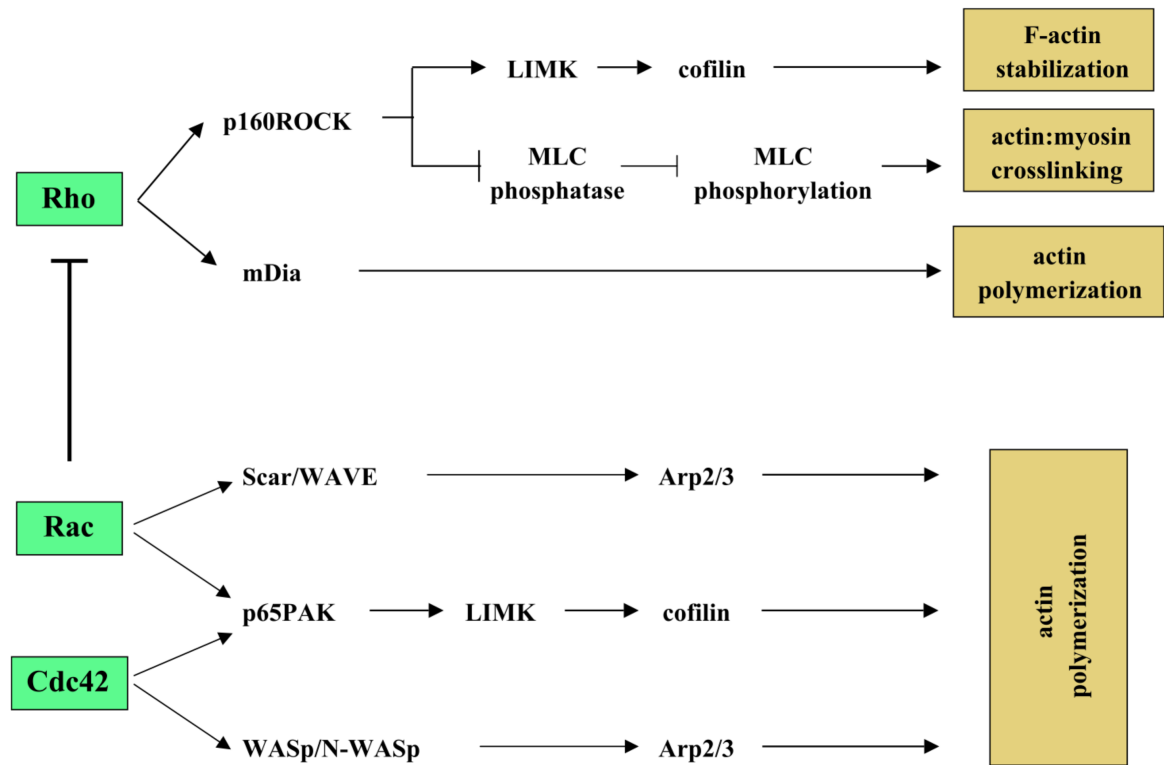 F-actin
stabilization
LIMK
cofilin
p160ROCK
actin:myosin
crosslinking
MLC
phosphatase
MLC
phosphorylation
Rho
mDia
actin
polymerization
Scar/WAVE
Arp2/3
Rac
p65PAK
LIMK
cofilin
actin
polymerization
Cdc42
WASp/N-WASp
Arp2/3